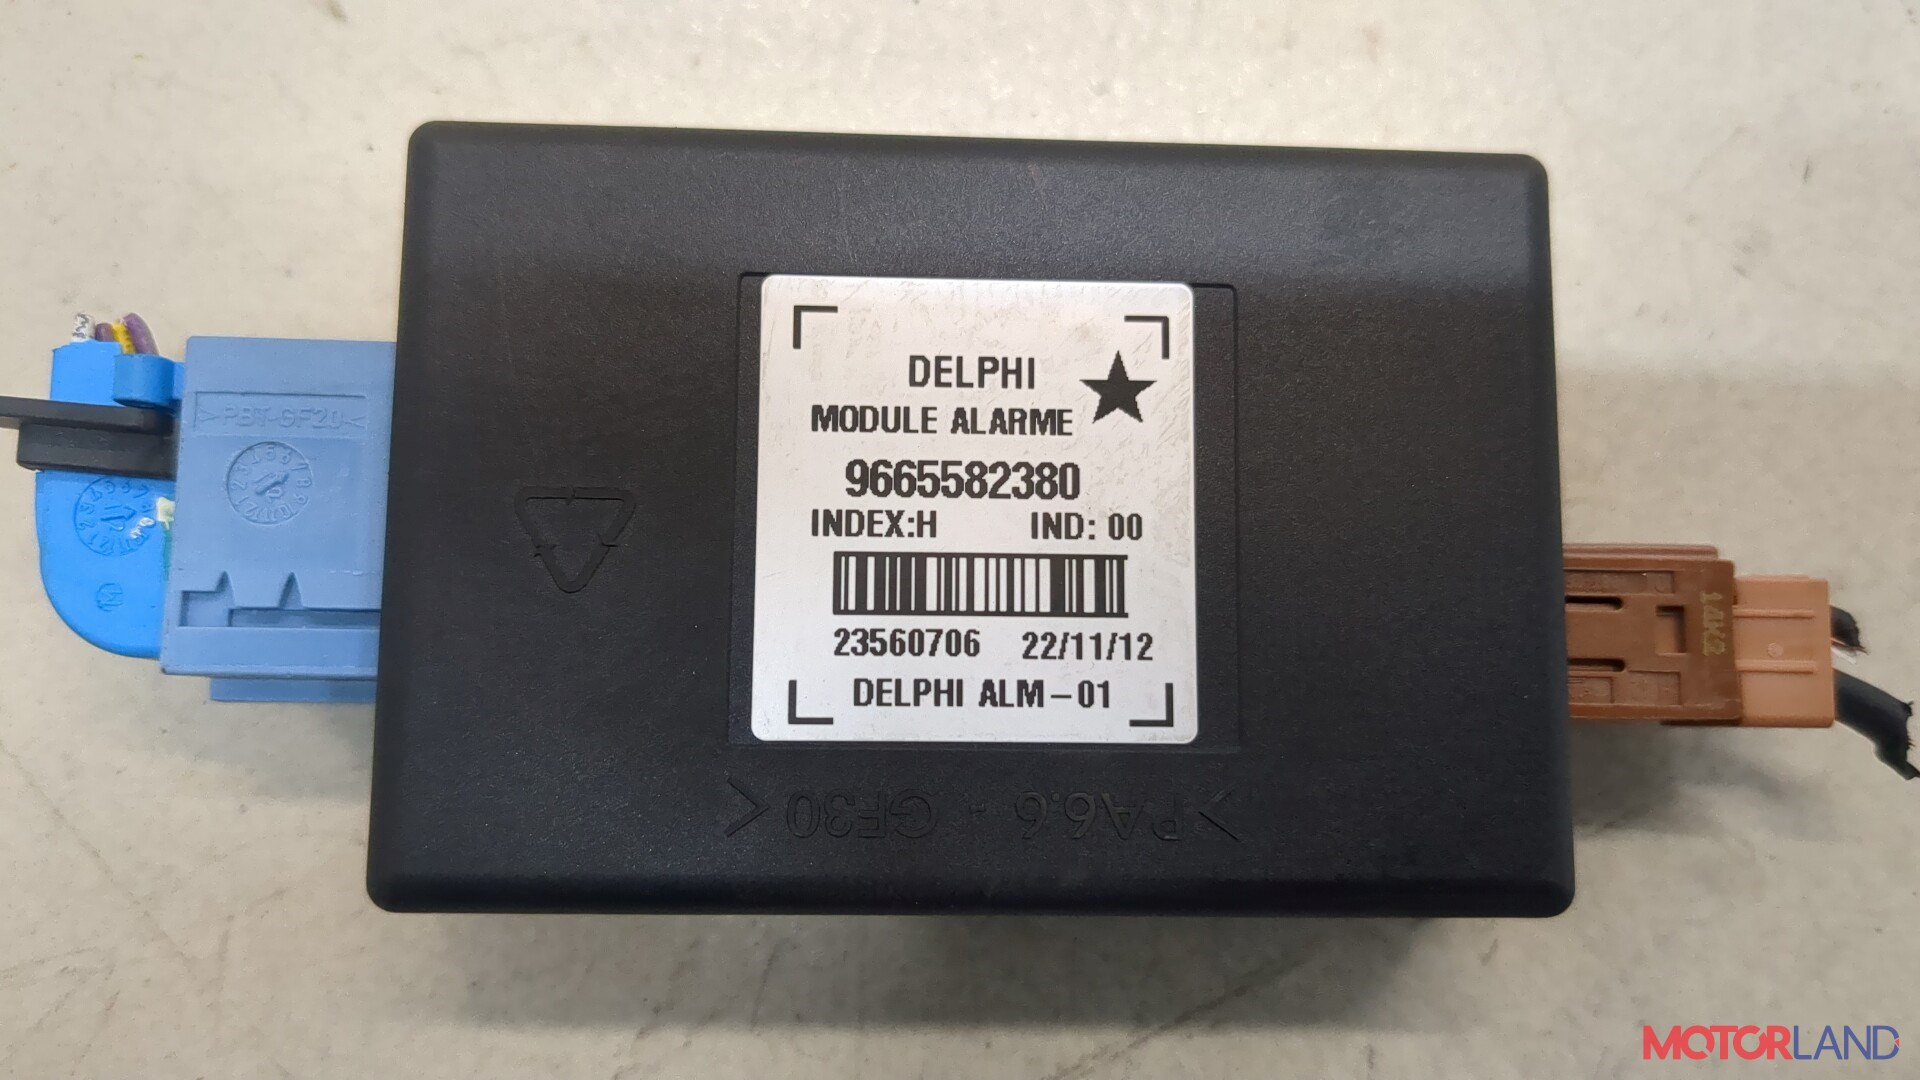 DELPHI
MODULE ALARME
9665582380
INDEX:H IND: 00
23560706 22/11/12
DELPHI ALM-01
>PBT-GF20<
>PA6.6 - GF30<
14K2
MOTORLAND